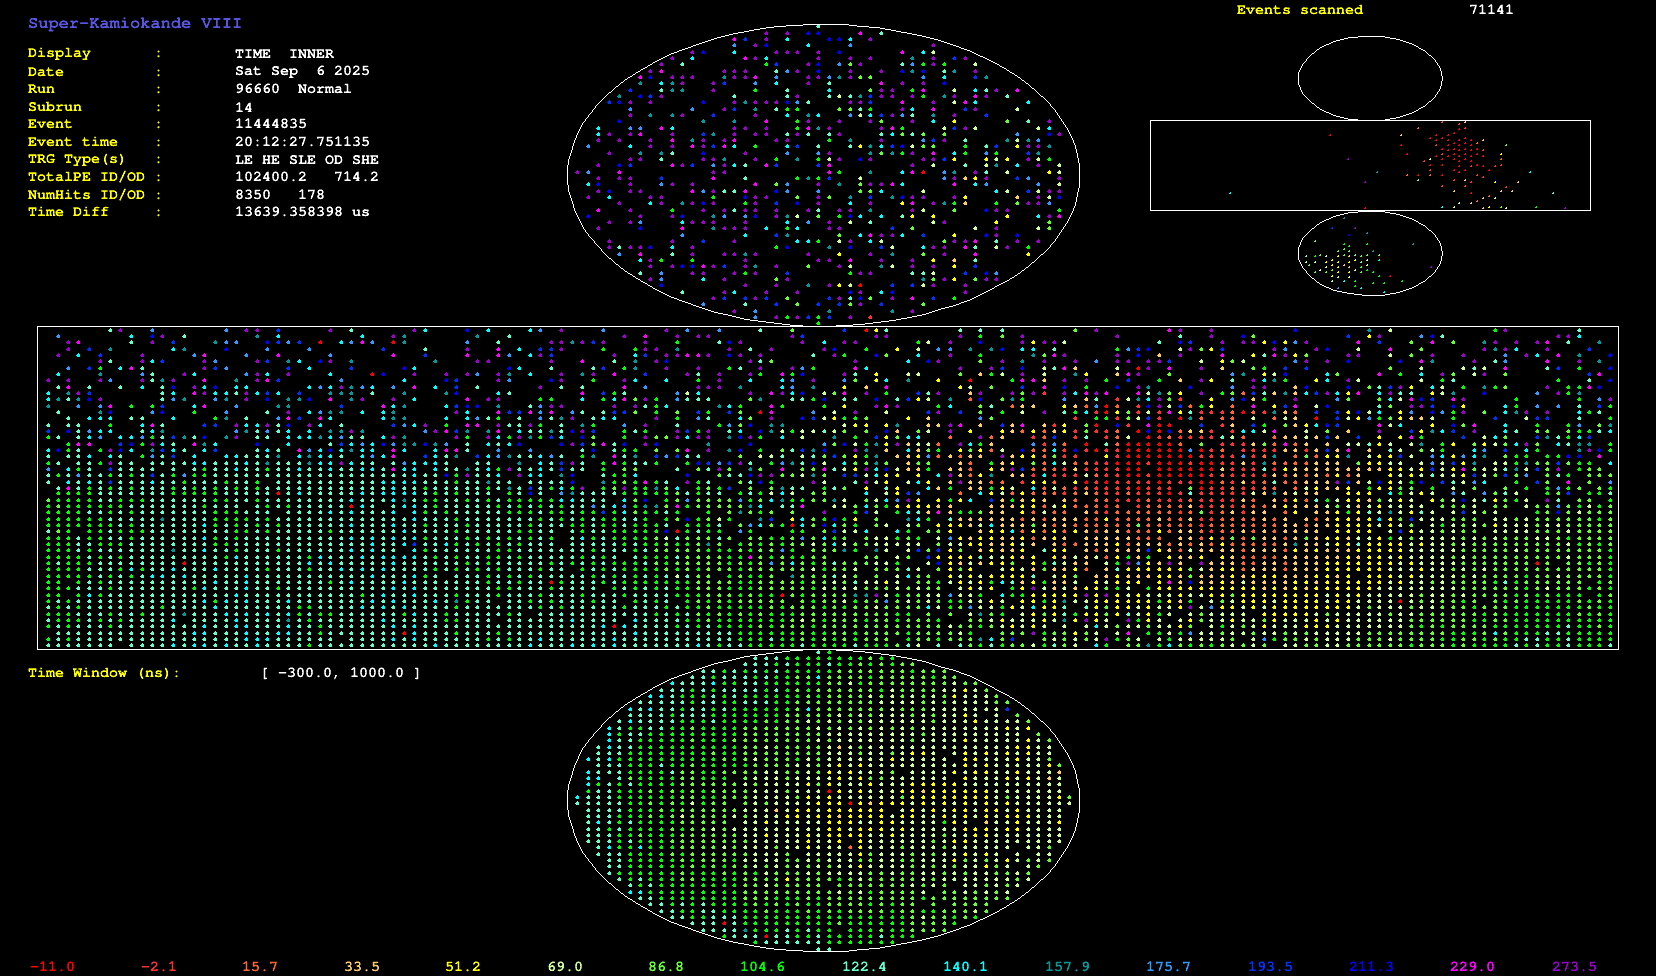 Super-Kamiokande VIII
Display : TIME INNER
Date : Sat Sep 6 2025
Run : 96660 Normal
Subrun : 14
Event : 11444835
Event time : 20:12:27.751135
TRG Type(s) : LE HE SLE OD SHE
TotalPE ID/OD : 102400.2 714.2
NumHits ID/OD : 8350 178
Time Diff : 13639.358398 us
Events scanned 71141
Time Window (ns): [ -300.0, 1000.0 ]
-11.0 -2.1 15.7 33.5 51.2 69.0 86.8 104.6 122.4 140.1 157.9 175.7 193.5 211.3 229.0 273.5